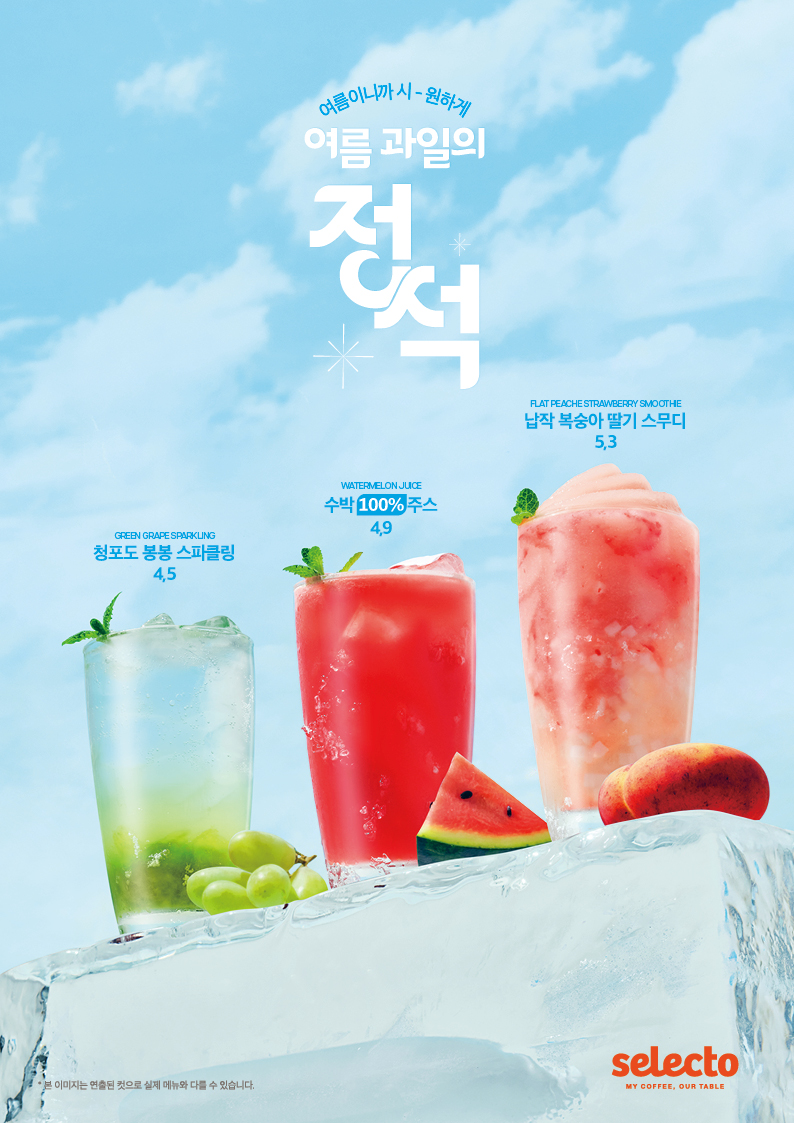 여름이니까 시 - 원하게
여름 과일의
정석
FLAT PEACHE STRAWBERRY SMOOTHIE
납작 복숭아 딸기 스무디
5,3
WATERMELON JUICE
수박 100% 주스
4,9
GREEN GRAPE SPARKLING
청포도 봉봉 스파클링
4,5
selecto
MY COFFEE, OUR TABLE
* 본 이미지는 연출된 컷으로 실제 메뉴와 다를 수 있습니다.